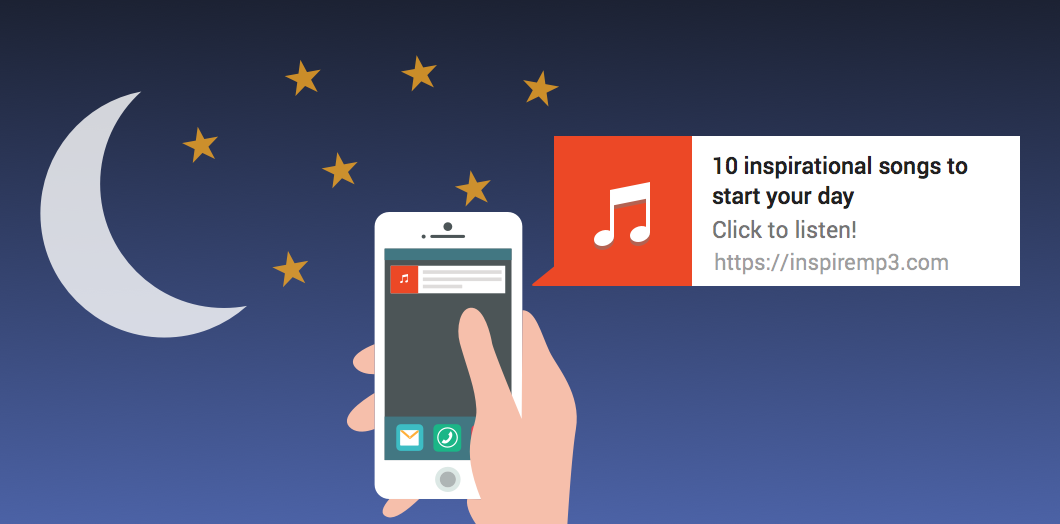 10 inspirational songs to
start your day
Click to listen!
https://inspiremp3.com